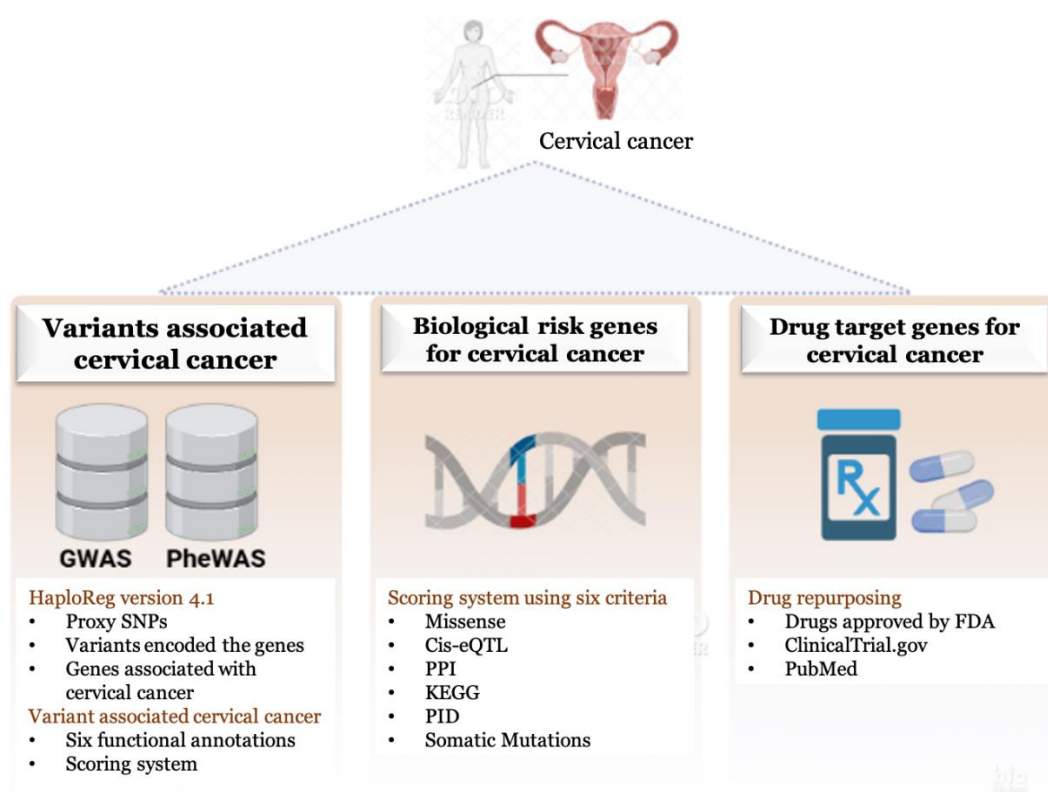 Cervical cancer
Variants associated
cervical cancer
GWAS PheWAS
HaploReg version 4.1
• Proxy SNPs
• Variants encoded the genes
• Genes associated with
cervical cancer
Variant associated cervical cancer
• Six functional annotations
• Scoring system
Biological risk genes
for cervical cancer
Scoring system using six criteria
• Missense
• Cis-eQTL
• PPI
• KEGG
• PID
• Somatic Mutations
Drug target genes for
cervical cancer
Rx
Drug repurposing
• Drugs approved by FDA
• ClinicalTrial.gov
• PubMed